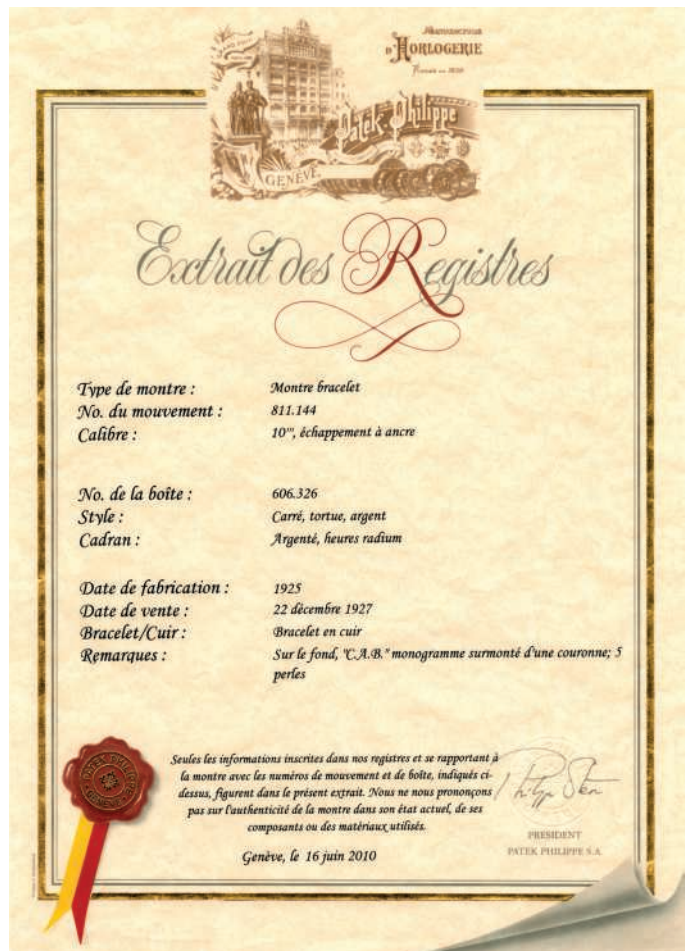 Manufacture
D'HORLOGERIE
Fondée en 1839
Patek Philippe
GENÈVE
Extrait des Registres
Type de montre : Montre bracelet
No. du mouvement : 811.144
Calibre : 10''', échappement à ancre
No. de la boîte : 606.326
Style : Carré, tortue, argent
Cadran : Argenté, heures radium
Date de fabrication : 1925
Date de vente : 22 décembre 1927
Bracelet/Cuir : Bracelet en cuir
Remarques : Sur le fond, "C.A.B." monogramme surmonté d'une couronne; 5
perles
Seules les informations inscrites dans nos registres et se rapportant à
la montre avec les numéros de mouvement et de boîte, indiqués ci-
dessus, figurent dans le présent extrait. Nous ne nous prononçons
pas sur l'authenticité de la montre dans son état actuel, de ses
composants ou des matériaux utilisés.
Genève, le 16 juin 2010
PRESIDENT
PATEK PHILIPPE S.A.
PATEK PHILIPPE
GENEVE